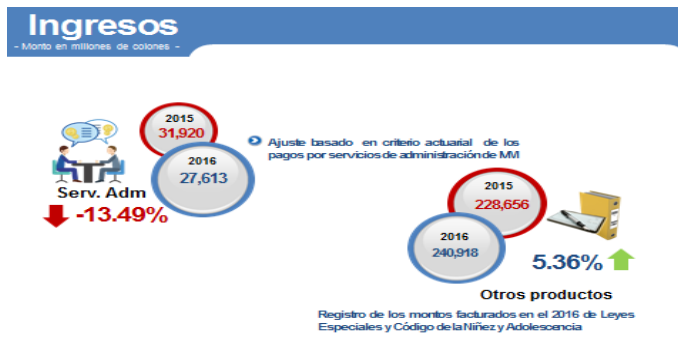 Ingresos
- Monto en millones de colones -
2015
31,920
2016
27,613
Serv. Adm
-13.49%
Ajuste basado en criterio actuarial de los
pagos por servicios de administración de MM
2015
228,656
2016
240,918
5.36%
Otros productos
Registro de los montos facturados en el 2016 de Leyes
Especiales y Código de la Niñez y Adolescencia